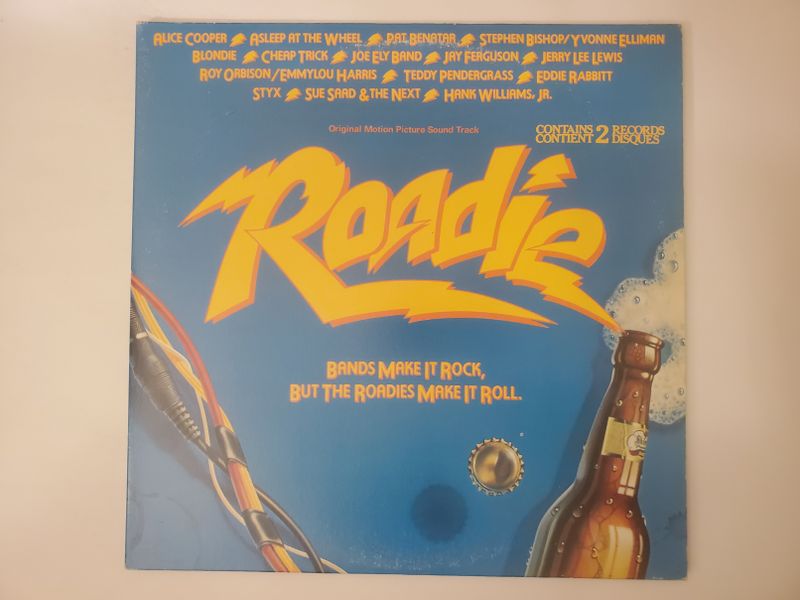 Alice Cooper Asleep at the Wheel Pat Benatar Stephen Bishop/Yvonne Elliman
Blondie Cheap Trick Joe Ely Band Jay Ferguson Jerry Lee Lewis
Roy Orbison/Emmylou Harris Teddy Pendergrass Eddie Rabbitt
Styx Sue Saad & The Next Hank Williams, Jr.
Original Motion Picture Sound Track
CONTAINS 2 RECORDS
CONTIENT DISQUES
Roadie
Bands Make It Rock,
But The Roadies Make It Roll.